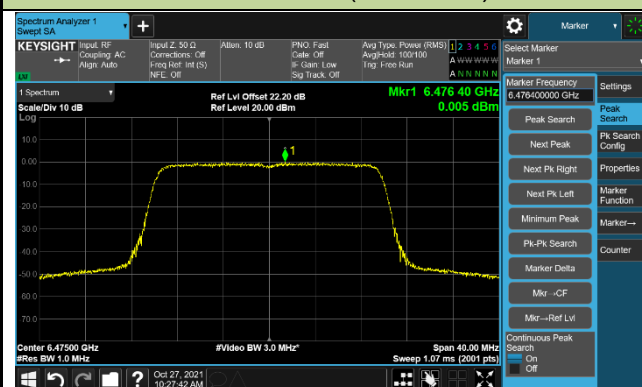 Spectrum Analyzer 1
Swept SA
+
Marker
KEYSIGHT
Input: RF
Coupling: AC
Align: Auto
Input Z: 50 Ω
Corrections: Off
Freq Ref: Int (S)
NFE: Off
Atten: 10 dB
PNO: Fast
Gate: Off
IF Gain: Low
Sig Track: Off
Avg Type: Power (RMS)
Avg|Hold: 100/100
Trig: Free Run
1 2 3 4 5 6
A W W W W W
A N N N N N
LVI
Select Marker
Marker 1
1 Spectrum
Scale/Div 10 dB
Log
Ref Lvl Offset 22.20 dB
Ref Level 20.00 dBm
Mkr1 6.476 40 GHz
0.005 dBm
10.0
0.00
-10.0
-20.0
-30.0
-40.0
-50.0
-60.0
-70.0
1
Center 6.47500 GHz
#Res BW 1.0 MHz
#Video BW 3.0 MHz*
Span 40.00 MHz
Sweep 1.07 ms (2001 pts)
Marker Frequency
6.476400000 GHz
Peak Search
Next Peak
Next Pk Right
Next Pk Left
Minimum Peak
Pk-Pk Search
Marker Delta
Mkr→CF
Mkr→Ref Lvl
Continuous Peak
Search
On
Off
Settings
Peak
Search
Pk Search
Config
Properties
Marker
Function
Marker→
Counter
Oct 27, 2021
10:27:42 AM